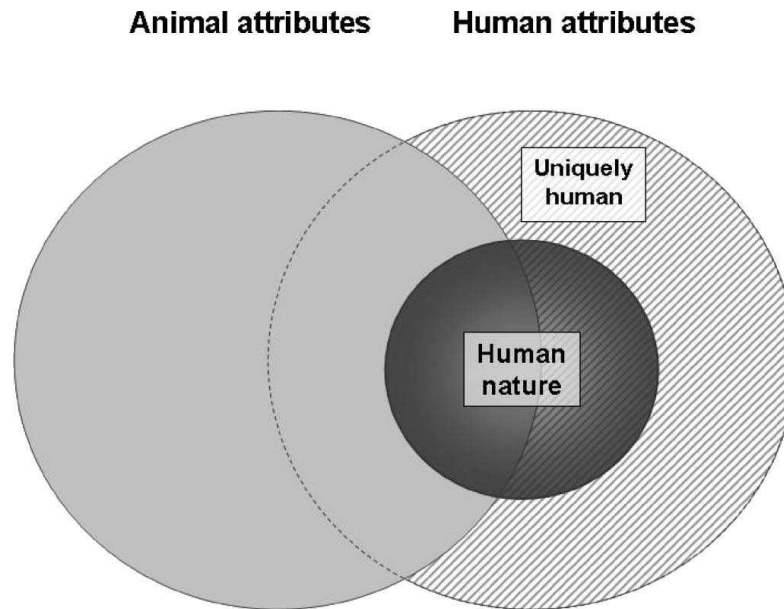 Animal attributes
Human attributes
Uniquely
human
Human
nature